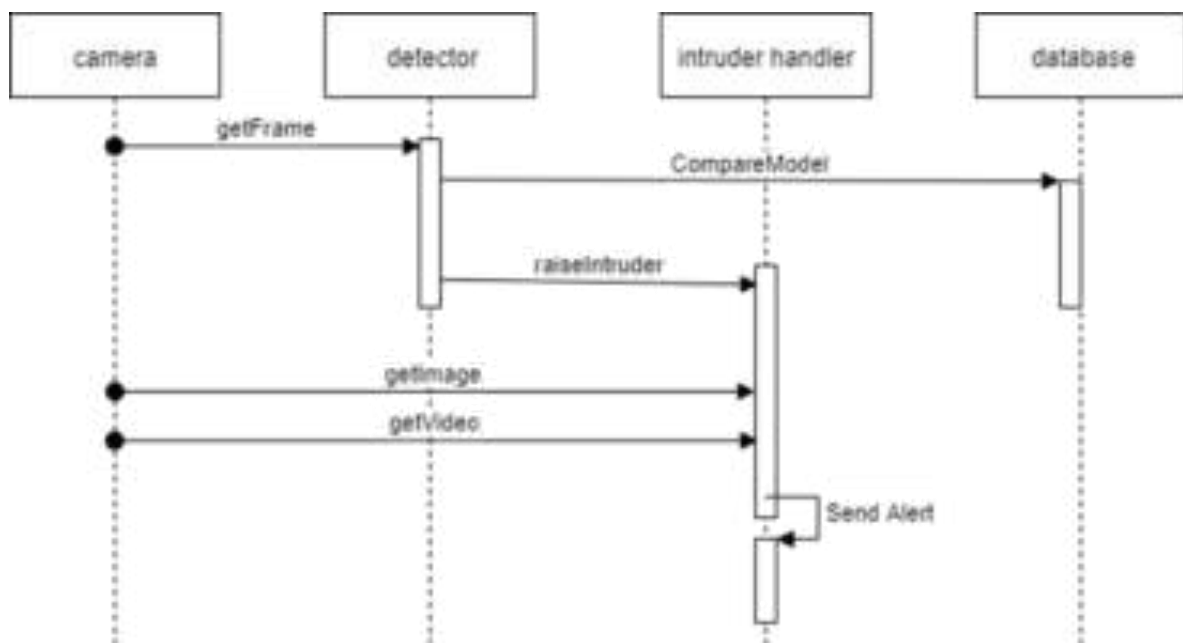 camera
detector
intruder handler
database
getFrame
CompareModel
raiseIntruder
getImage
getVideo
Send Alert